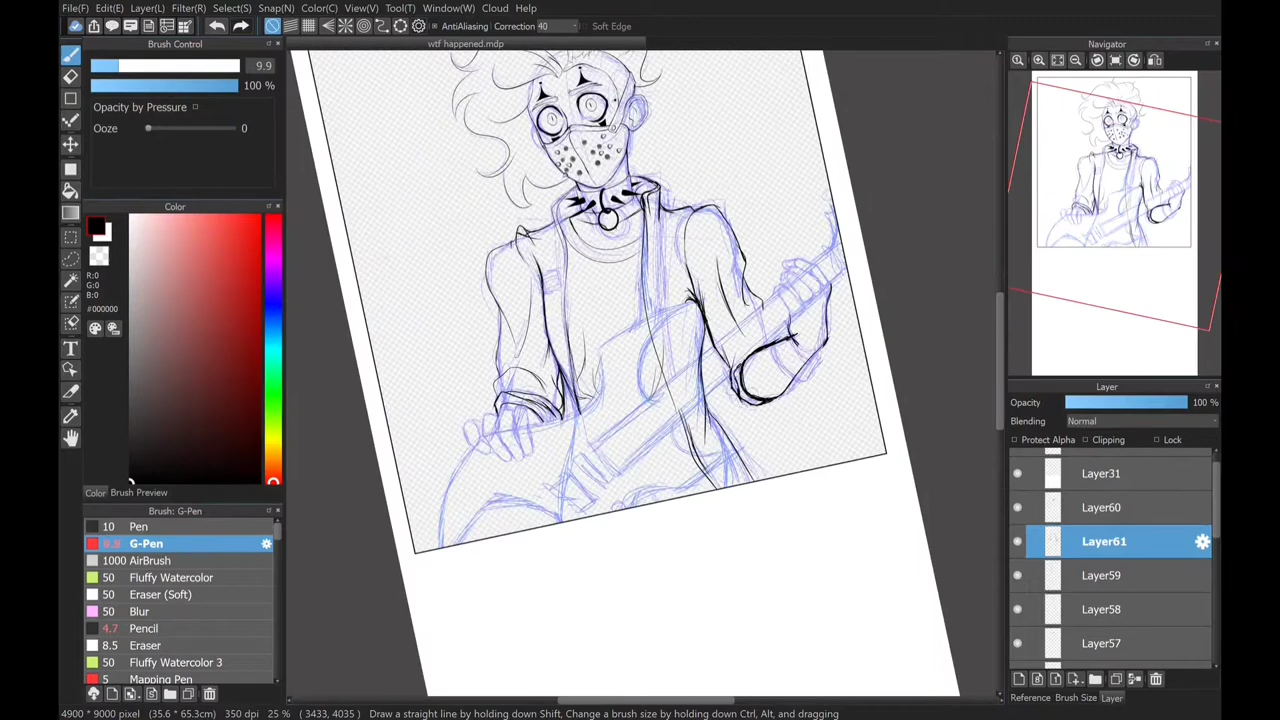 File(F) Edit(E) Layer(L) Filter(R) Select(S) Snap(N) Color(C) View(V) Tool(T) Window(W) Cloud Help
AntiAliasing Correction 40 Soft Edge
Brush Control
wtf happened.mdp
Navigator
9.9
100 %
Opacity by Pressure
Ooze 0
Color
R:0
G:0
B:0
#000000
Color Brush Preview
Brush: G-Pen
10 Pen
9.9 G-Pen
1000 AirBrush
50 Fluffy Watercolor
50 Eraser (Soft)
50 Blur
4.7 Pencil
8.5 Eraser
50 Fluffy Watercolor 3
5 Mapping Pen
Layer
Opacity 100 %
Blending Normal
Protect Alpha Clipping Lock
Layer31
Layer60
Layer61
Layer59
Layer58
Layer57
Reference Brush Size Layer
4900 * 9000 pixel (35.6 * 65.3cm) 350 dpi 25 % ( 3433, 4035 ) Draw a straight line by holding down Shift, Change a brush size by holding down Ctrl, Alt, and dragging